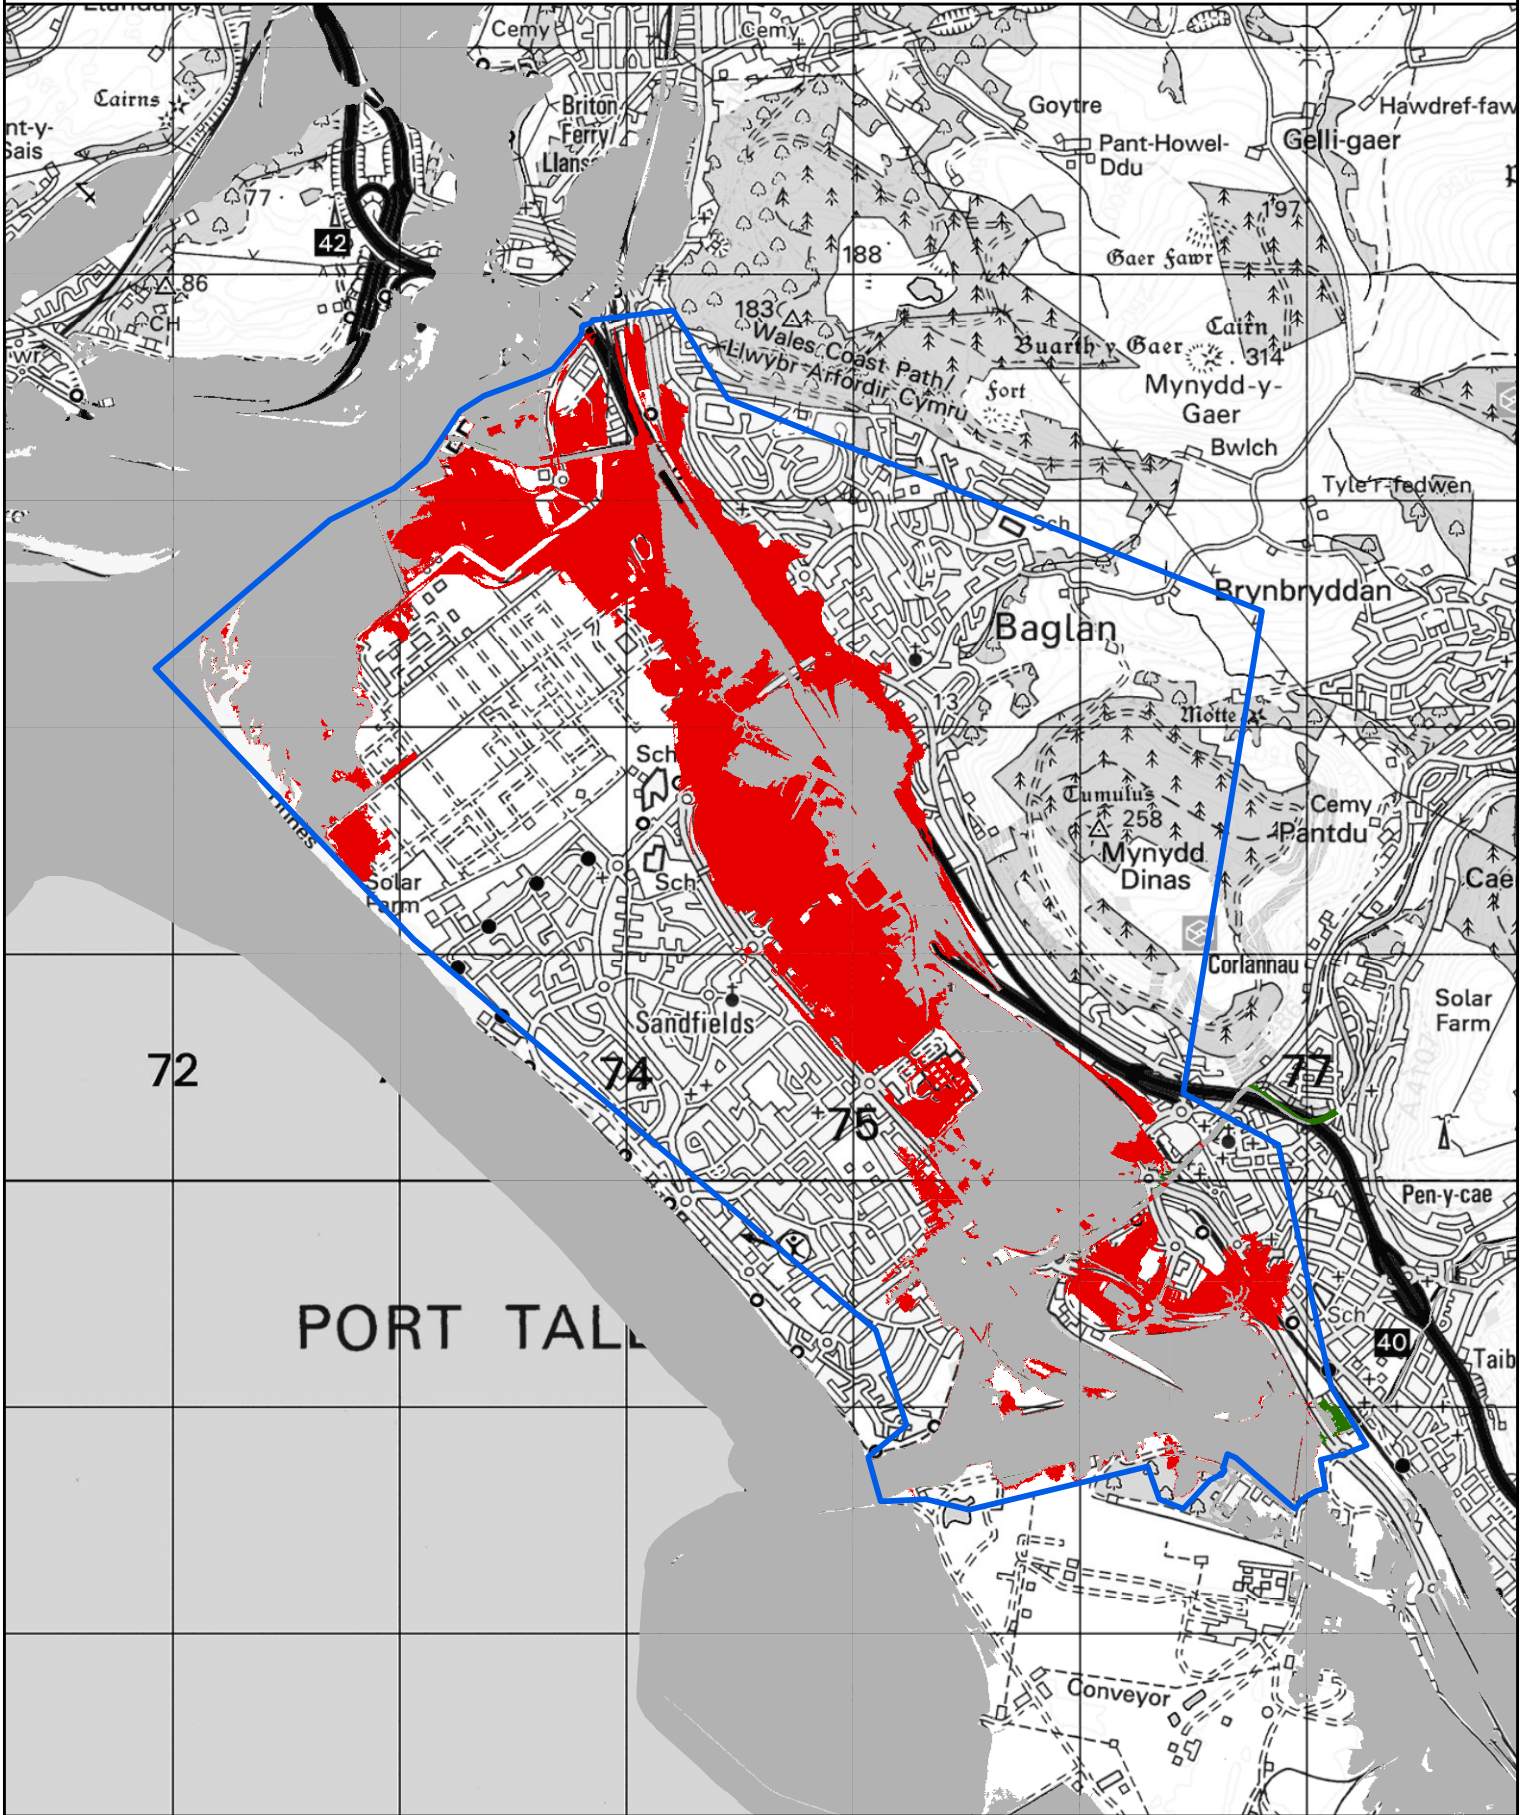 Cemy
Cemy
Cairns
Briton
Ferry
Goytre
Hawdref-faw
nt-y-
Sais
Pant-Howel-
Ddu
Gelli-gaer
77
197
42
188
Gaer Fawr
86
CH
183
Cairn
Wales Coast Path/
Llwybr Arfordir Cymru
Buarth y Gaer
314
wr
Fort
Mynydd-y-
Gaer
Bwlch
Tyle'r-fedwen
Sch
Brynbryddan
Baglan
13
Motte
Sch
Tumulus
258
Cemy
Pantdu
Mynydd
Dinas
Dunes
Sch
Solar
Farm
Cae
Corlannau
Solar
Farm
Sandfields
72
74
77
75
A4107
Pen-y-cae
PORT TAL
Sch
40
Taib
Conveyor